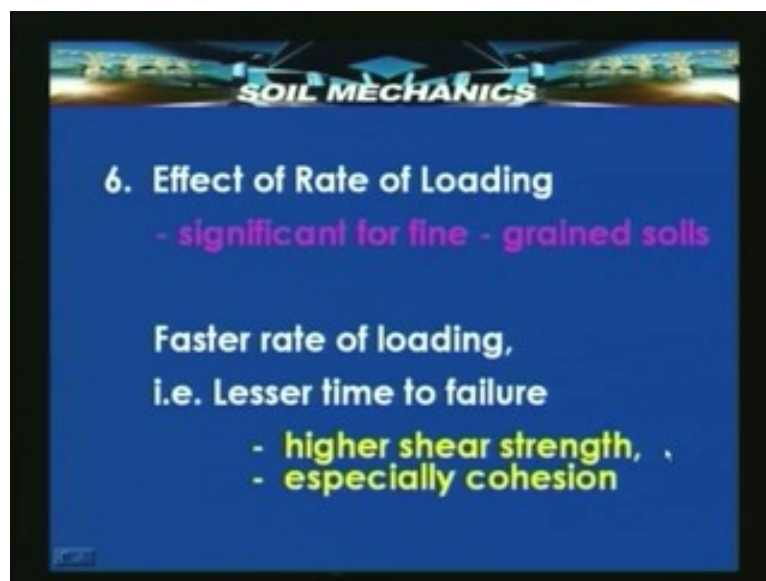 SOIL MECHANICS
6. Effect of Rate of Loading
- significant for fine - grained soils
Faster rate of loading,
i.e. Lesser time to failure
- higher shear strength,
- especially cohesion